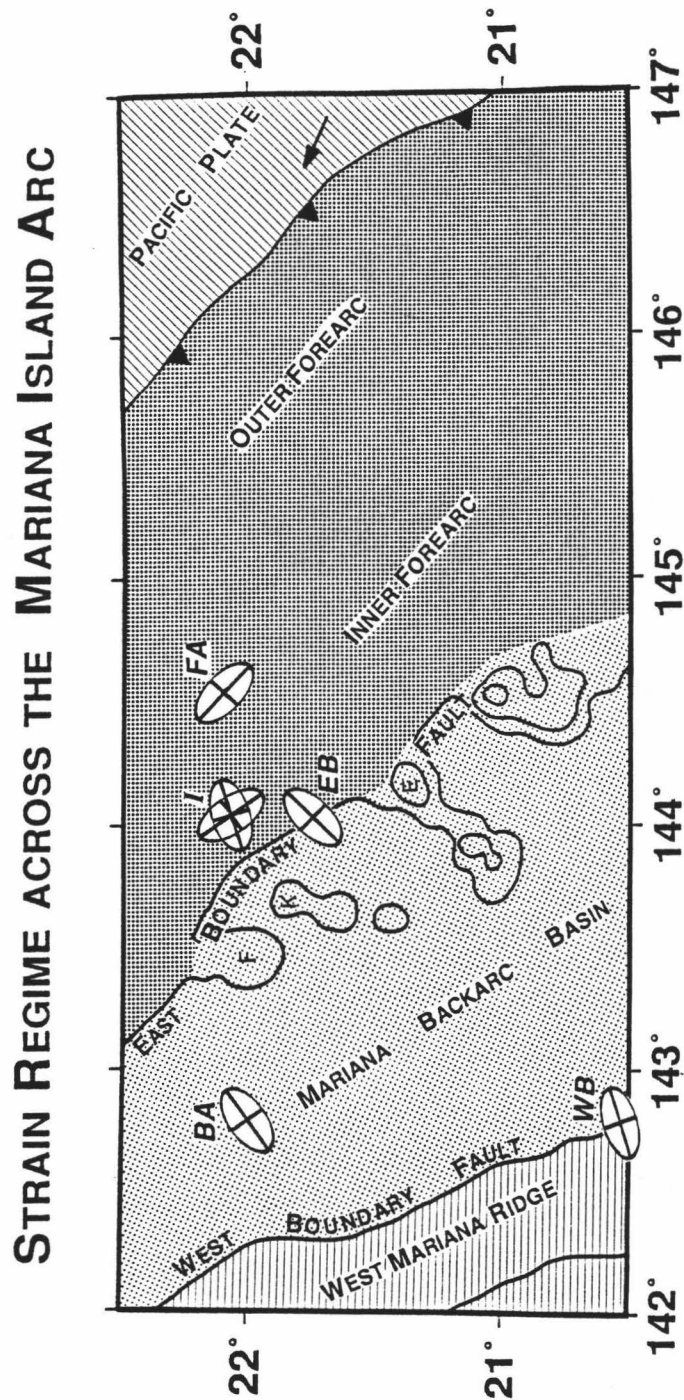 STRAIN REGIME ACROSS THE MARIANA ISLAND ARC
22°
21°
PACIFIC PLATE
OUTER FOREARC
INNER FOREARC
FA
I
EB
EAST BOUNDARY FAULT
F
K
E
BA
MARIANA BACKARC BASIN
WB
WEST BOUNDARY FAULT
WEST MARIANA RIDGE
22°
21°
142°
143°
144°
145°
146°
147°